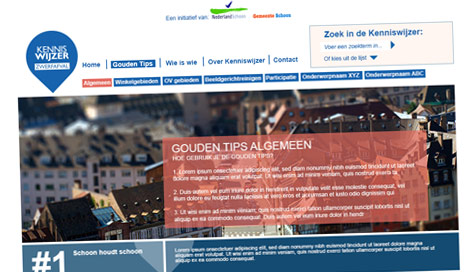 Een initiatief van:
NederlandSchoon
Gemeente Schoon
KENNIS
WIJZER
ZWERFAFVAL
Home
Gouden Tips
Wie is wie
Over Kenniswijzer
Contact
Zoek in de Kenniswijzer:
Voer een zoekterm in...
Of kies uit de lijst
Algemeen
Winkelgebieden
OV gebieden
Beeldgerichtreinigen
Participatie
Onderwerpnaam XYZ
Onderwerpnaam ABC
GOUDEN TIPS ALGEMEEN
HOE GEBRUIK JE DE GOUDEN TIPS?
1. Lorem ipsum onsectetuer adipiscing elit, sed diam nonummy nibh euismod tincidunt ut laoreet
dolore magna aliquam erat volutpat. Ut wisi enim ad minim veniam, quis nostrud exerci ta
2. Duis autem vel eum iriure dolor in hendrerit in vulputate velit esse molestie consequat, vel
illum dolore eu feugiat nulla facilisis at vero eros et accumsan et iusto odio dignissim qui
3. Ut wisi enim ad minim veniam, quis nostrud exerci tation ullamcorper suscipit lobortis nisl ut
aliquip ex ea commodo consequat. Duis autem vel eum iriure dolor in hendr
#1
Schoon houdt schoon
Lorem ipsum dolor sit amet, consectetuer adipiscing elit, sed diam nonummy nibh euismod tincidunt ut laoreet dolore magna aliquam erat
volutpat. Ut wisi enim ad minim veniam, quis nostrud exerci tation ullamcorper suscipit lobortis nisl ut
aliquip ex ea commodo consequat.